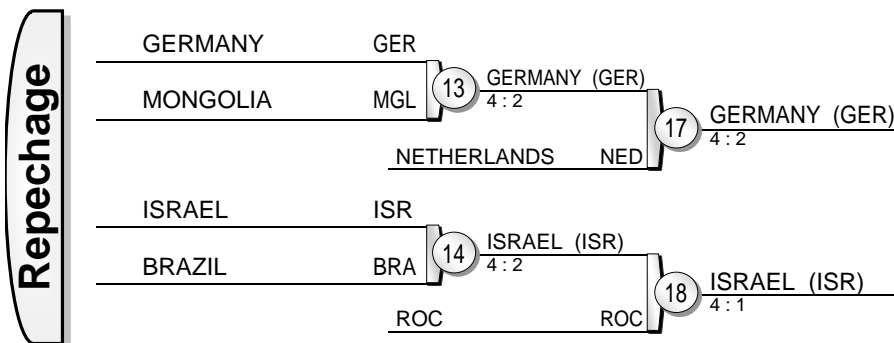 Repechage
GERMANY GER
MONGOLIA MGL
13
GERMANY (GER)
4 : 2
NETHERLANDS NED
17
GERMANY (GER)
4 : 2
ISRAEL ISR
BRAZIL BRA
14
ISRAEL (ISR)
4 : 2
ROC ROC
18
ISRAEL (ISR)
4 : 1